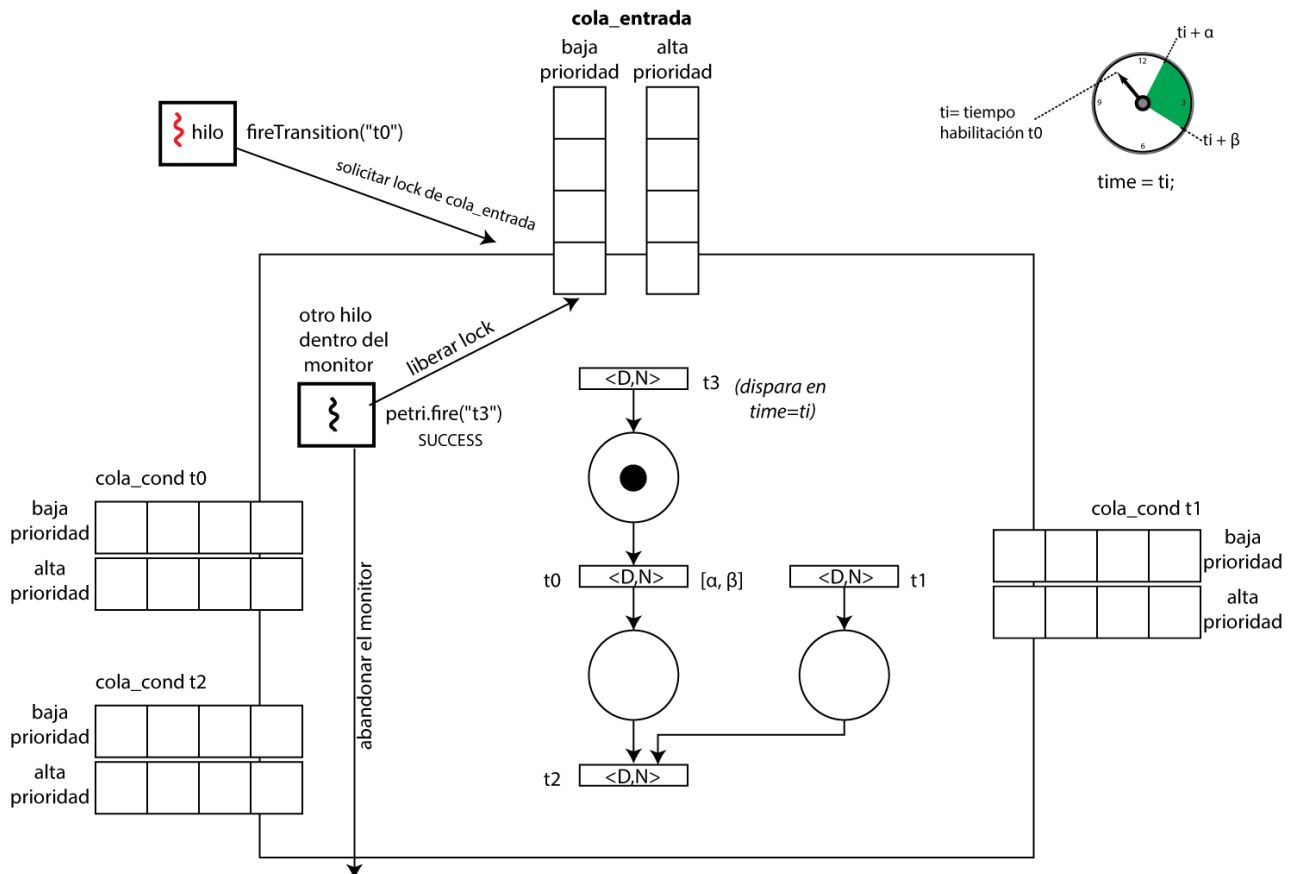 cola_entrada
baja
prioridad
alta
prioridad
ti + α
12
3
6
9
ti= tiempo
habilitación t0
ti + β
time = ti;
hilo
fireTransition("t0")
solicitar lock de cola_entrada
otro hilo
dentro del
monitor
liberar lock
petri.fire("t3")
SUCCESS
<D,N>
t3
(dispara en
time=ti)
cola_cond t0
baja
prioridad
alta
prioridad
cola_cond t1
baja
prioridad
alta
prioridad
t0
<D,N>
[α, β]
<D,N>
t1
abandonar el monitor
cola_cond t2
baja
prioridad
alta
prioridad
t2
<D,N>